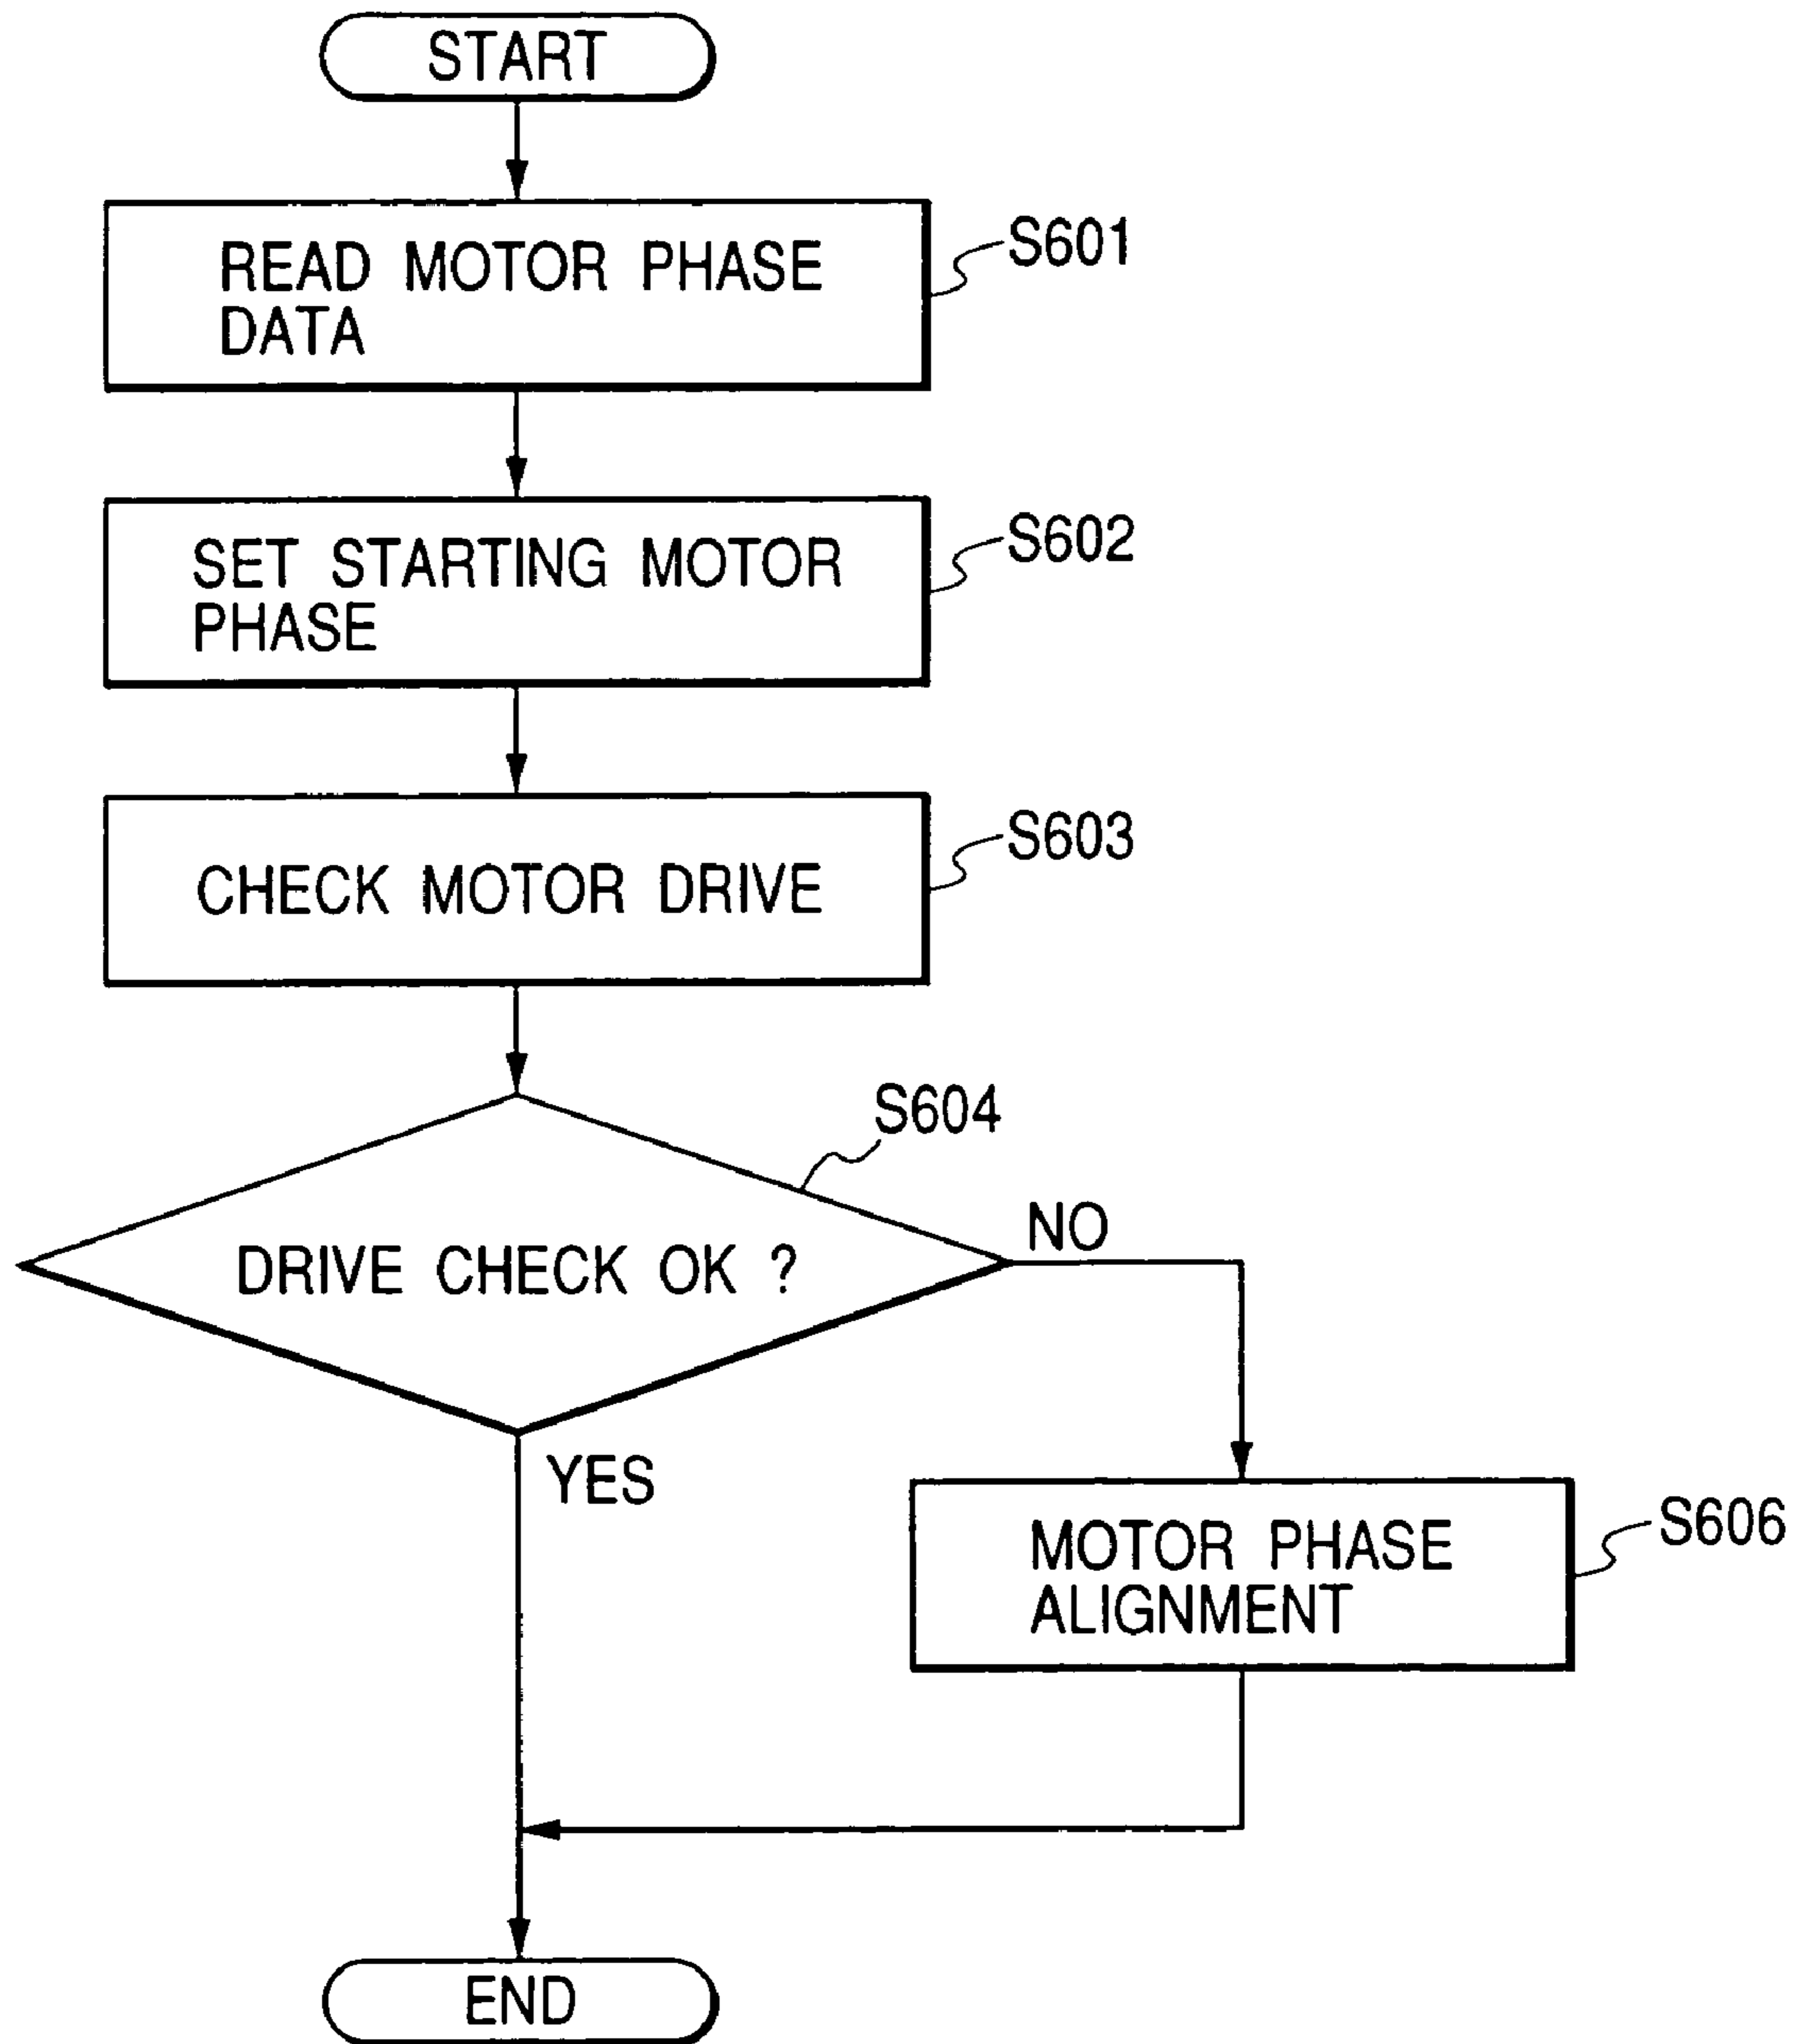 START
READ MOTOR PHASE
DATA
S601
SET STARTING MOTOR
PHASE
S602
CHECK MOTOR DRIVE
S603
S604
DRIVE CHECK OK ?
NO
YES
MOTOR PHASE
ALIGNMENT
S606
END